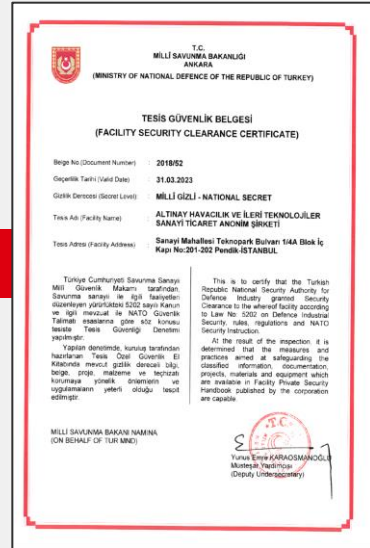 T.C.
MİLLÎ SAVUNMA BAKANLIĞI
ANKARA
(MINISTRY OF NATIONAL DEFENCE OF THE REPUBLIC OF TURKEY)
TESİS GÜVENLİK BELGESİ
(FACILITY SECURITY CLEARANCE CERTIFICATE)
Belge No.(Document Number) : 2018/52
Geçerlilik Tarihi (Valid Date) : 31.03.2023
Gizlilik Derecesi (Secret Level) : MİLLÎ GİZLİ - NATIONAL SECRET
Tesis Adı (Facility Name) : ALTINAY HAVACILIK VE İLERİ TEKNOLOJİLER
SANAYİ TİCARET ANONİM ŞİRKETİ
Tesis Adresi (Facility Address) : Sanayi Mahallesi Teknopark Bulvarı 1/4A Blok İç
Kapı No:201-202 Pendik-İSTANBUL
Türkiye Cumhuriyeti Savunma Sanayi
Millî Güvenlik Makamı tarafından,
Savunma sanayii ile ilgili faaliyetleri
düzenleyen yürürlükteki 5202 sayılı Kanun
ve ilgili mevzuat ile NATO Güvenlik
Talimatı esaslarına göre söz konusu
tesiste Tesis Güvenliği Denetimi
yapılmıştır.
Yapılan denetimde, kuruluş tarafından
hazırlanan Tesis Özel Güvenlik El
Kitabında mevcut gizlilik dereceli bilgi,
belge, proje, malzeme ve teçhizatı
korumaya yönelik önlemlerin ve
uygulamaların yeterli olduğu tespit
edilmiştir.
This is to certify that the Turkish
Republic National Security Authority for
Defence Industry granted Security
Clearance to the whereof facility according
to Law No. 5202 on Defence Industrial
Security, rules, regulations and NATO
Security Instruction.
At the result of the inspection, it is
determined that the measures and
practices aimed at safeguarding the
classified information, documentation,
projects, materials and equipment which
are available in Facility Private Security
Handbook published by the corporation
are capable.
MİLLÎ SAVUNMA BAKANI NAMINA
(ON BEHALF OF TUR MND)
T.C.
Yunus Emre KARAOSMANOĞLU
Müsteşar Yardımcısı
(Deputy Undersecretary)